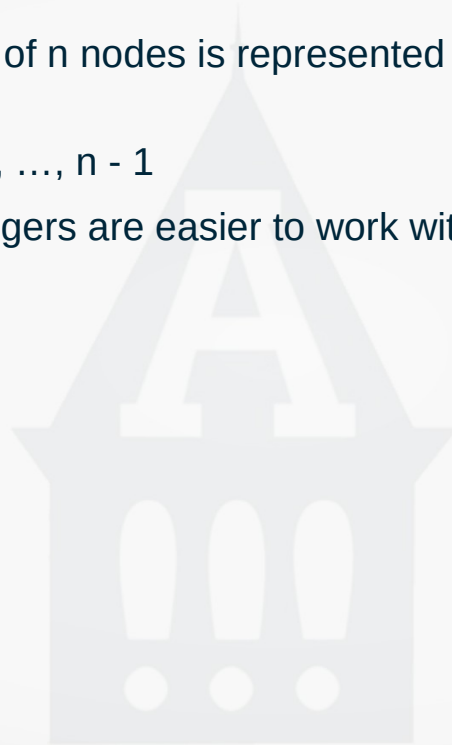 of n nodes is represented
, …, n - 1
gers are easier to work wit
A